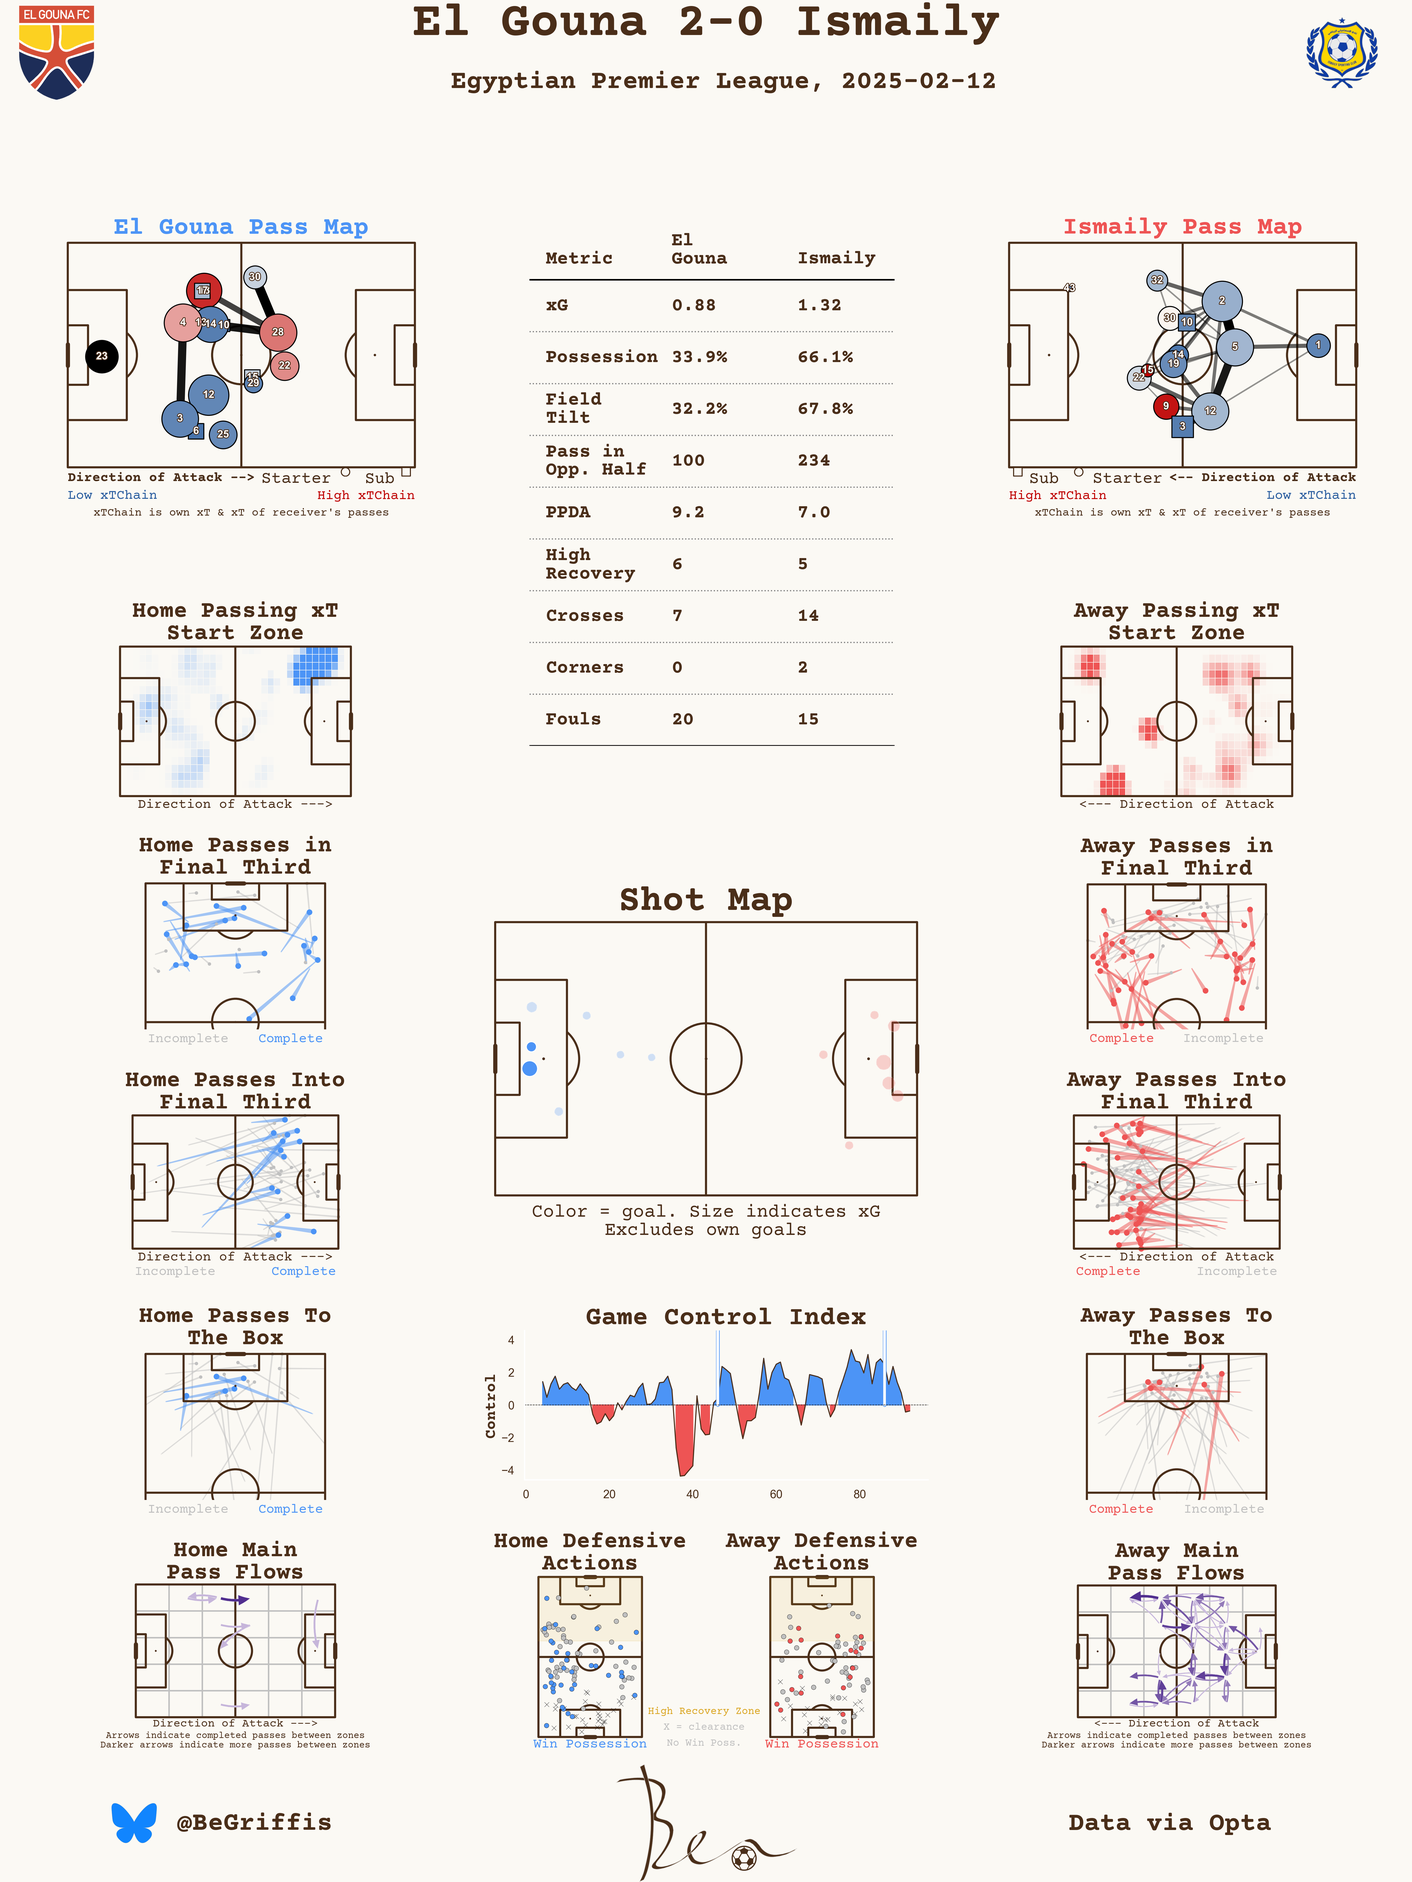 El Gouna 2-0 Ismaily
EL GOUNA FC
Egyptian Premier League, 2025-02-12
El Gouna Pass Map
30
4
14
10
28
22
23
29
12
3
6
25
Direction of Attack --> Starter Sub
Low xTChain High xTChain
xTChain is own xT & xT of receiver's passes
Metric El Gouna Ismaily
xG 0.88 1.32
Possession 33.9% 66.1%
Field Tilt 32.2% 67.8%
Pass in Opp. Half 100 234
PPDA 9.2 7.0
High Recovery 6 5
Crosses 7 14
Corners 0 2
Fouls 20 15
Ismaily Pass Map
32
43
2
30
10
5
1
14
19
15
22
9
12
3
Sub Starter <-- Direction of Attack
High xTChain Low xTChain
xTChain is own xT & xT of receiver's passes
Home Passing xT
Start Zone
Direction of Attack --->
Away Passing xT
Start Zone
<--- Direction of Attack
Home Passes in
Final Third
Incomplete Complete
Shot Map
Color = goal. Size indicates xG
Excludes own goals
Away Passes in
Final Third
Complete Incomplete
Home Passes Into
Final Third
Direction of Attack --->
Incomplete Complete
Away Passes Into
Final Third
<--- Direction of Attack
Complete Incomplete
Home Passes To
The Box
Incomplete Complete
Game Control Index
Control
4
2
0
−2
−4
0 20 40 60 80
Away Passes To
The Box
Complete Incomplete
Home Main
Pass Flows
Direction of Attack --->
Arrows indicate completed passes between zones
Darker arrows indicate more passes between zones
Home Defensive
Actions
Win Possession
Away Defensive
Actions
Win Possession
High Recovery Zone
X = clearance
No Win Poss.
Away Main
Pass Flows
<--- Direction of Attack
Arrows indicate completed passes between zones
Darker arrows indicate more passes between zones
@BeGriffis
Ben
Data via Opta